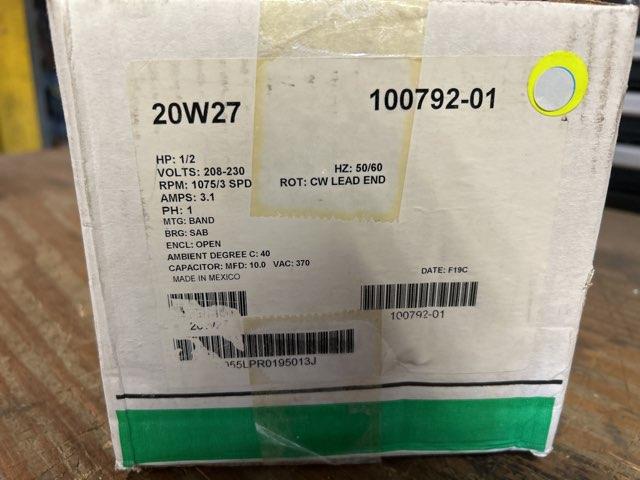 20W27 100792-01
HP: 1/2
VOLTS: 208-230 HZ: 50/60
RPM: 1075/3 SPD ROT: CW LEAD END
AMPS: 3.1
PH: 1
MTG: BAND
BRG: SAB
ENCL: OPEN
AMBIENT DEGREE C: 40
CAPACITOR: MFD: 10.0 VAC: 370
MADE IN MEXICO DATE: F19C
100792-01
055LPR0195013J